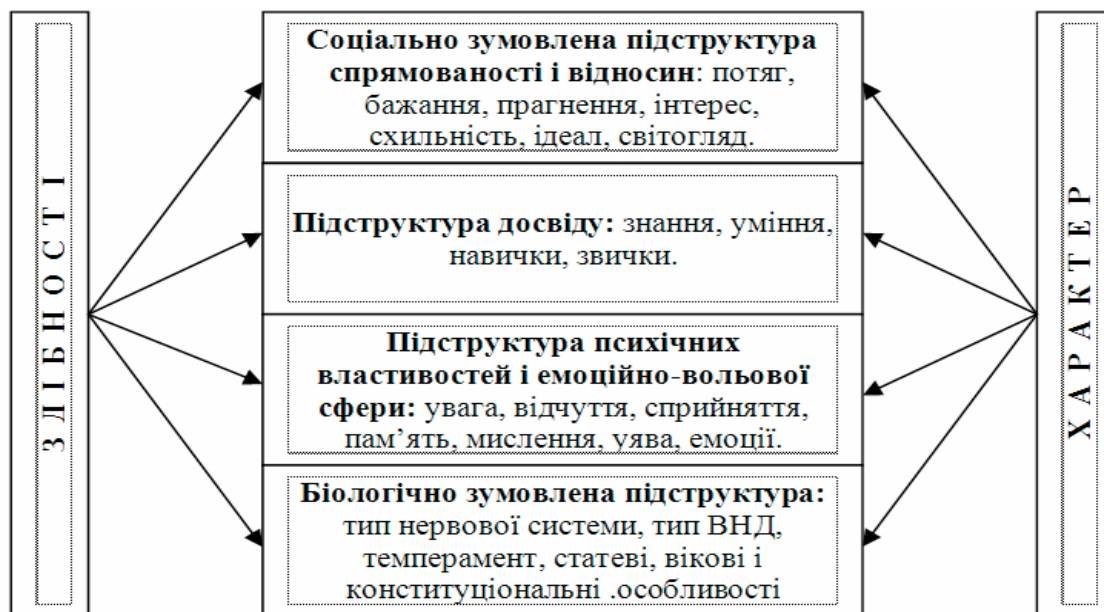 ЗДІБНОСТІ
Соціально зумовлена підструктура
спрямованості і відносин: потяг,
бажання, прагнення, інтерес,
схильність, ідеал, світогляд.
Підструктура досвіду: знання, уміння,
навички, звички.
Підструктура психічних
властивостей і емоційно-вольової
сфери: увага, відчуття, сприйняття,
пам’ять, мислення, уява, емоції.
Біологічно зумовлена підструктура:
тип нервової системи, тип ВНД,
темперамент, статеві, вікові і
конституціональні .особливості
ХАРАКТЕР